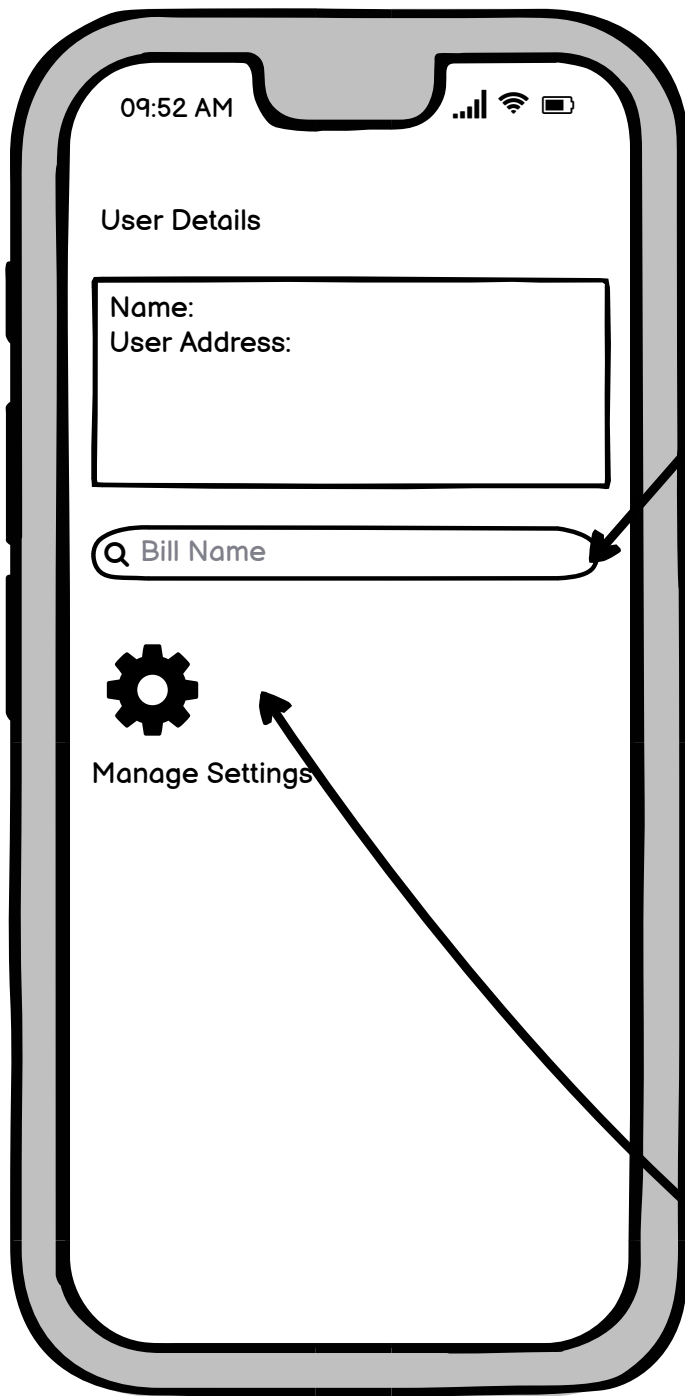 09:52 AM
User Details
Name:
User Address:
Bill Name
Manage Settings